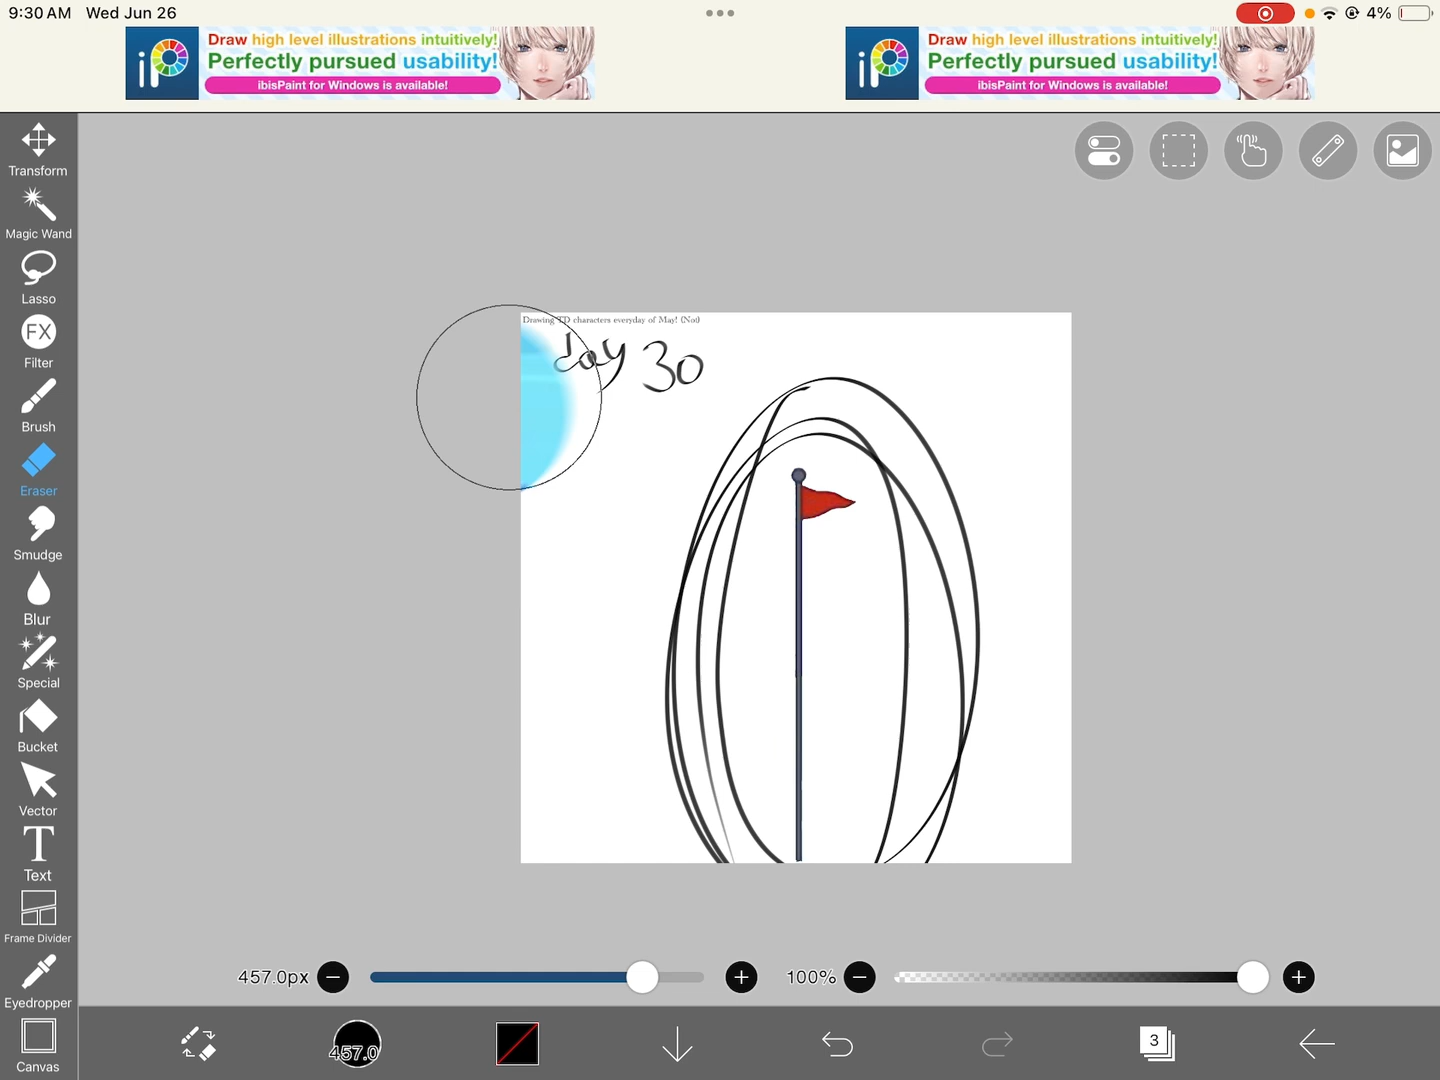 9:30 AM Wed Jun 26
4%
Draw high level illustrations intuitively!
Perfectly pursued usability!
ibisPaint for Windows is available!
Draw high level illustrations intuitively!
Perfectly pursued usability!
ibisPaint for Windows is available!
Transform
Magic Wand
Lasso
FX
Filter
Brush
Eraser
Smudge
Blur
Special
Bucket
Vector
T
Text
Frame Divider
Eyedropper
Canvas
Drawing TD characters everyday of May! (Not)
day 30
457.0px
100%
457.0
3